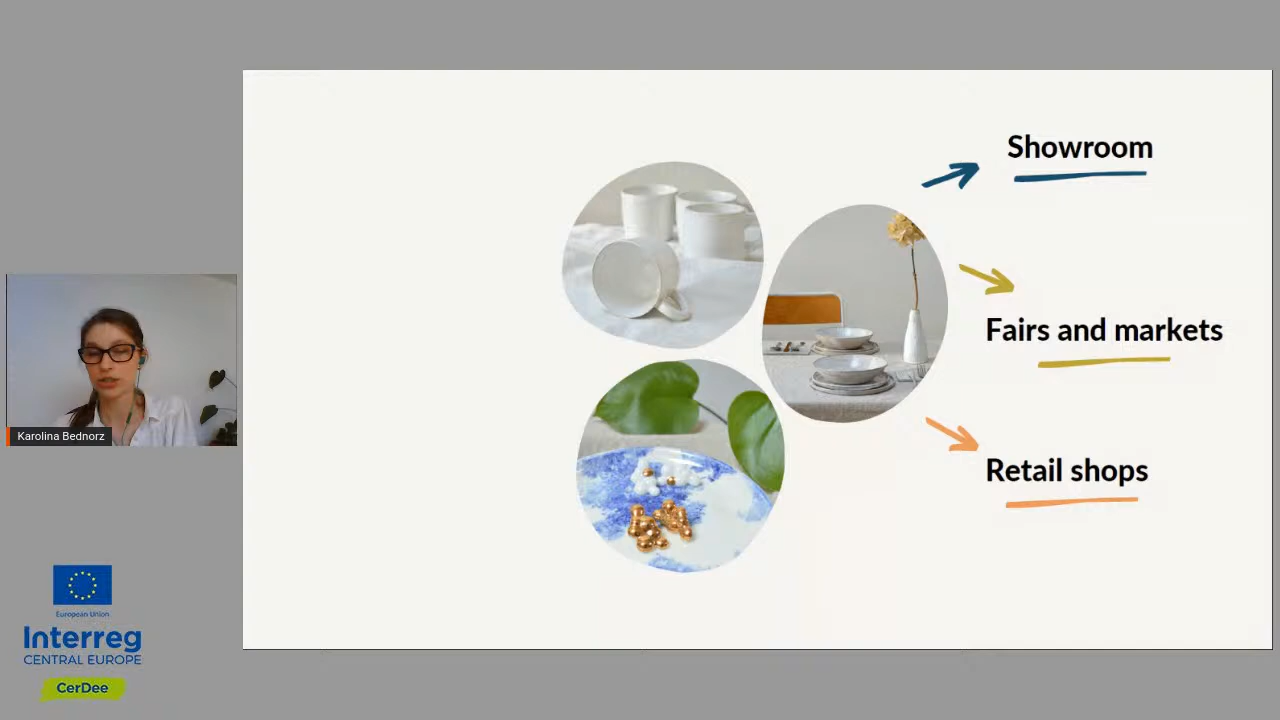 Showroom
Fairs and markets
Retail shops
Karolina Bednorz
European Union
Interreg
CENTRAL EUROPE
CerDee